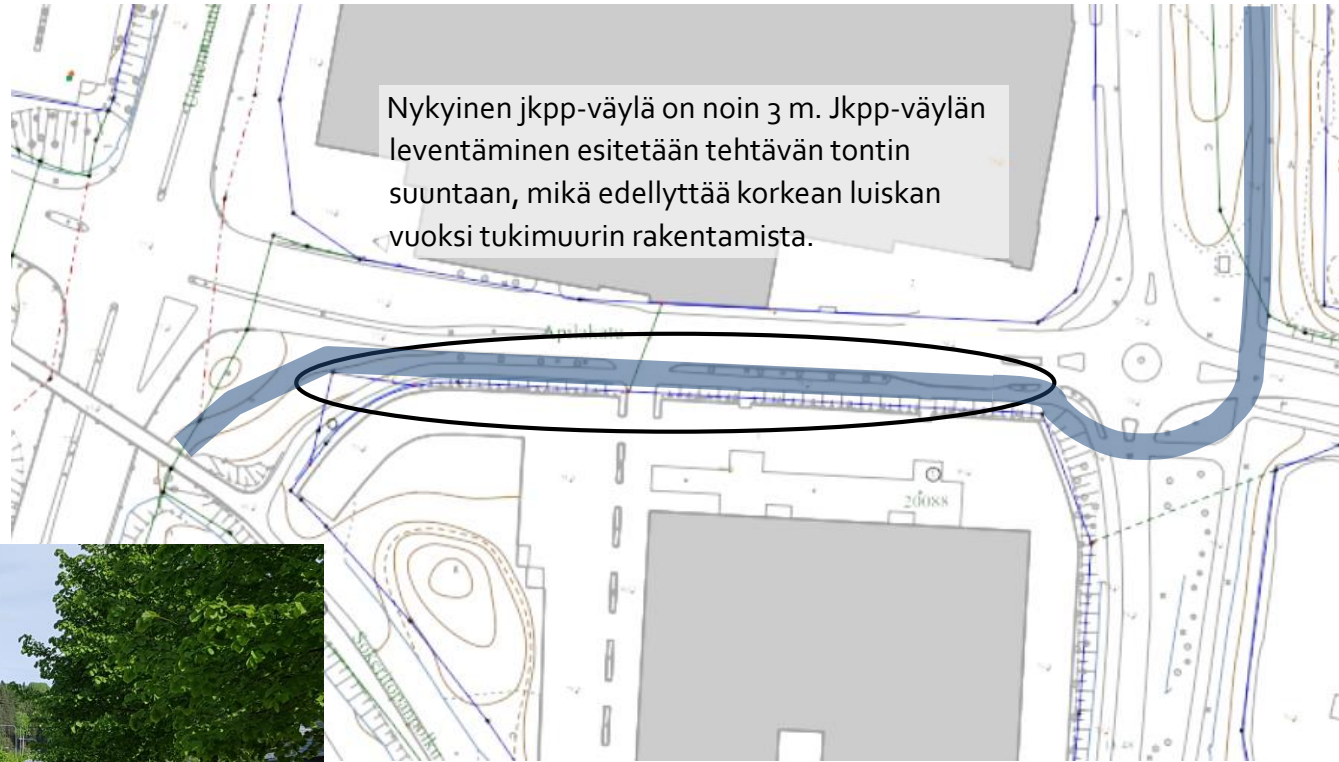 Nykyinen jkpp-väylä on noin 3 m. Jkpp-väylän
leventäminen esitetään tehtävän tontin
suuntaan, mikä edellyttää korkean luiskan
vuoksi tukimuurin rakentamista.
20088